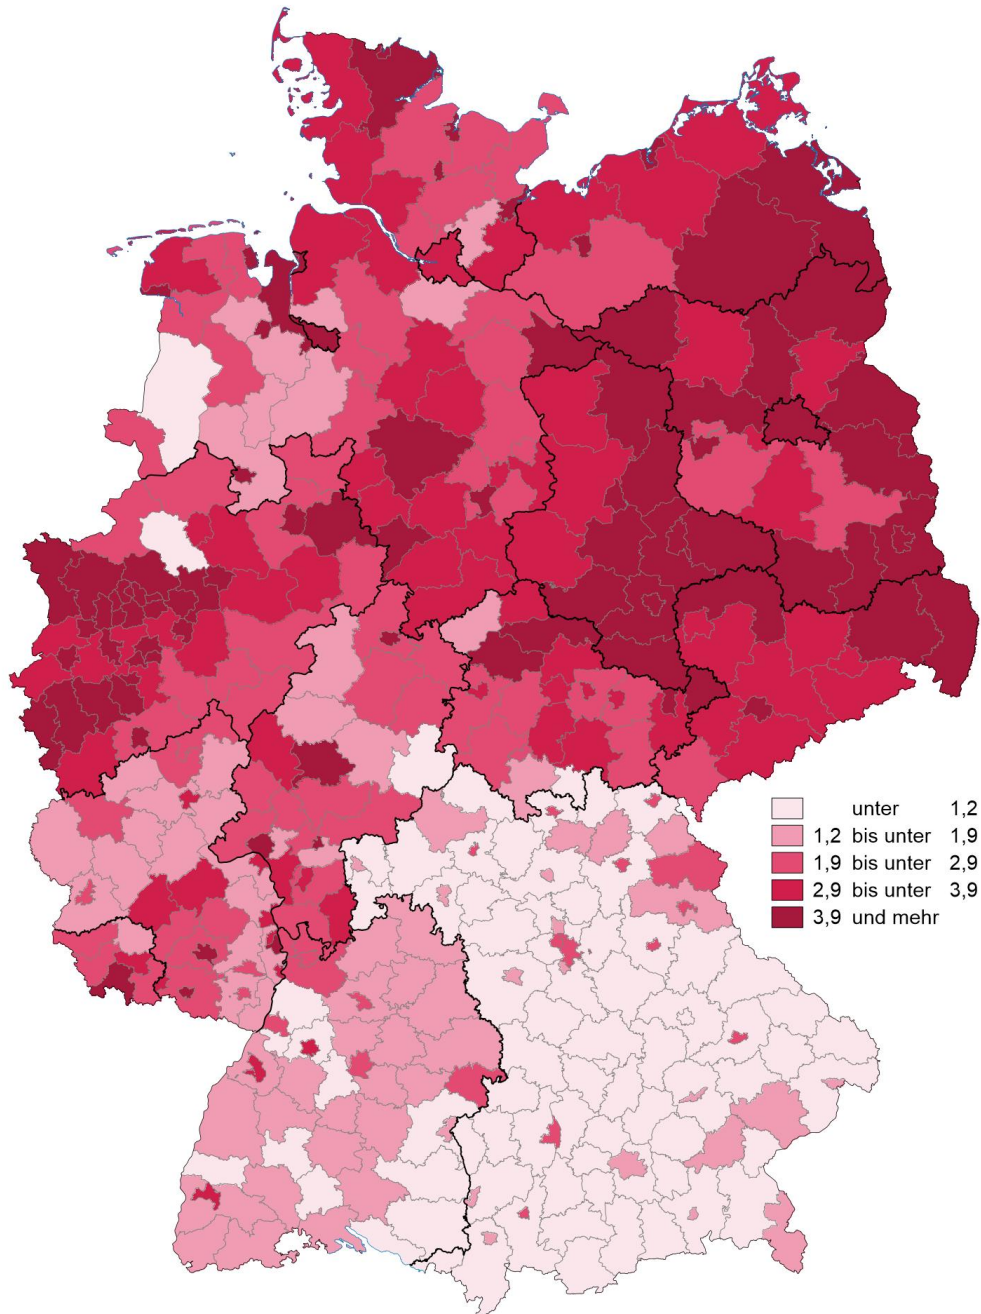 unter 1,2
1,2 bis unter 1,9
1,9 bis unter 2,9
2,9 bis unter 3,9
3,9 und mehr